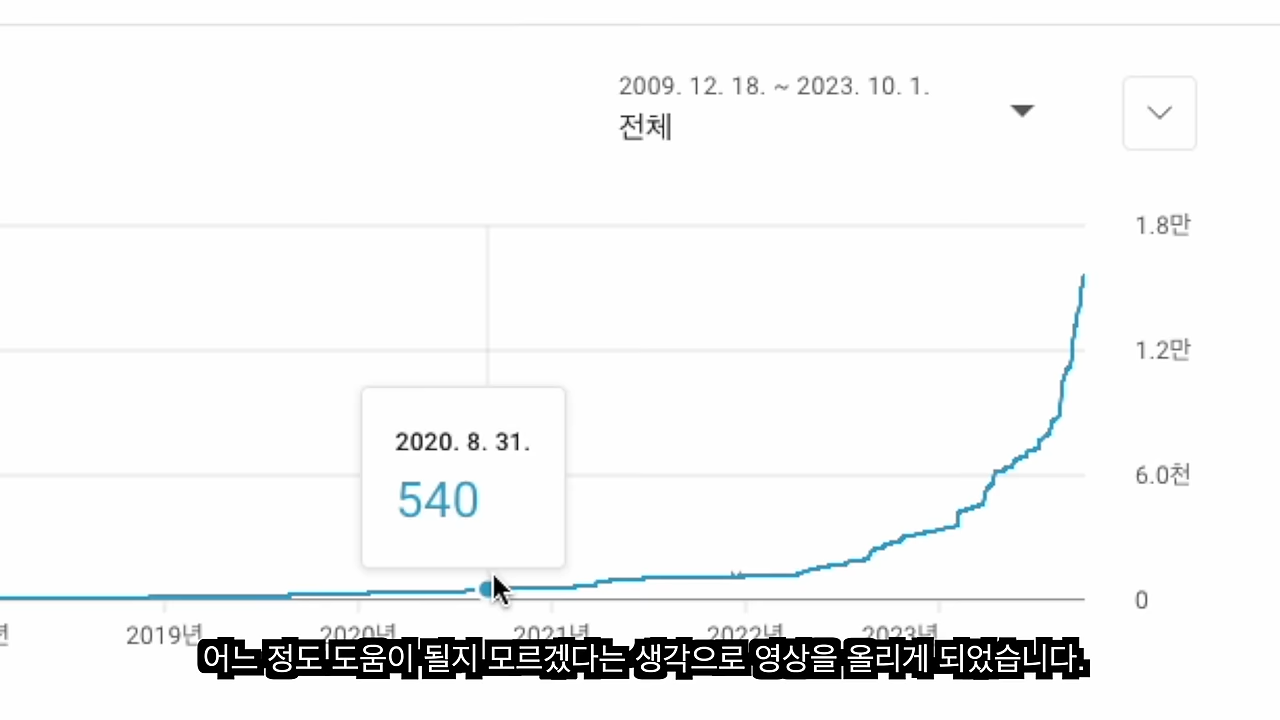 2009. 12. 18. ~ 2023. 10. 1.
전체
1.8만
1.2만
2020. 8. 31.
540
6.0천
0
년 2019년 2020년 2021년 2022년 2023년
어느 정도 도움이 될지 모르겠다는 생각으로 영상을 올리게 되었습니다.